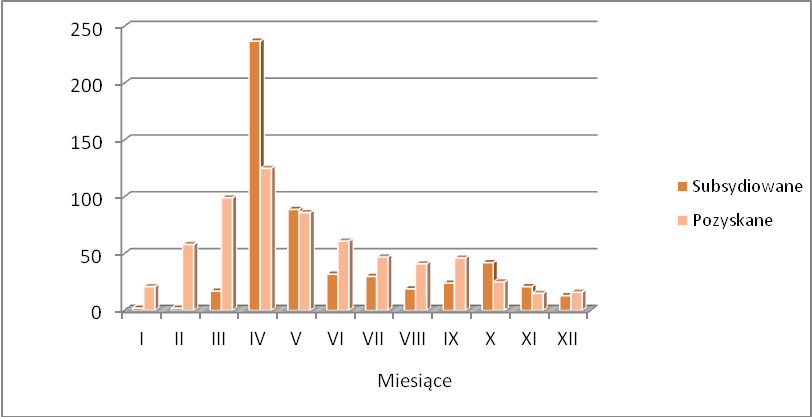 250
200
150
100
50
0
I II III IV V VI VII VIII IX X XI XII
Miesiące
Subsydiowane
Pozyskane